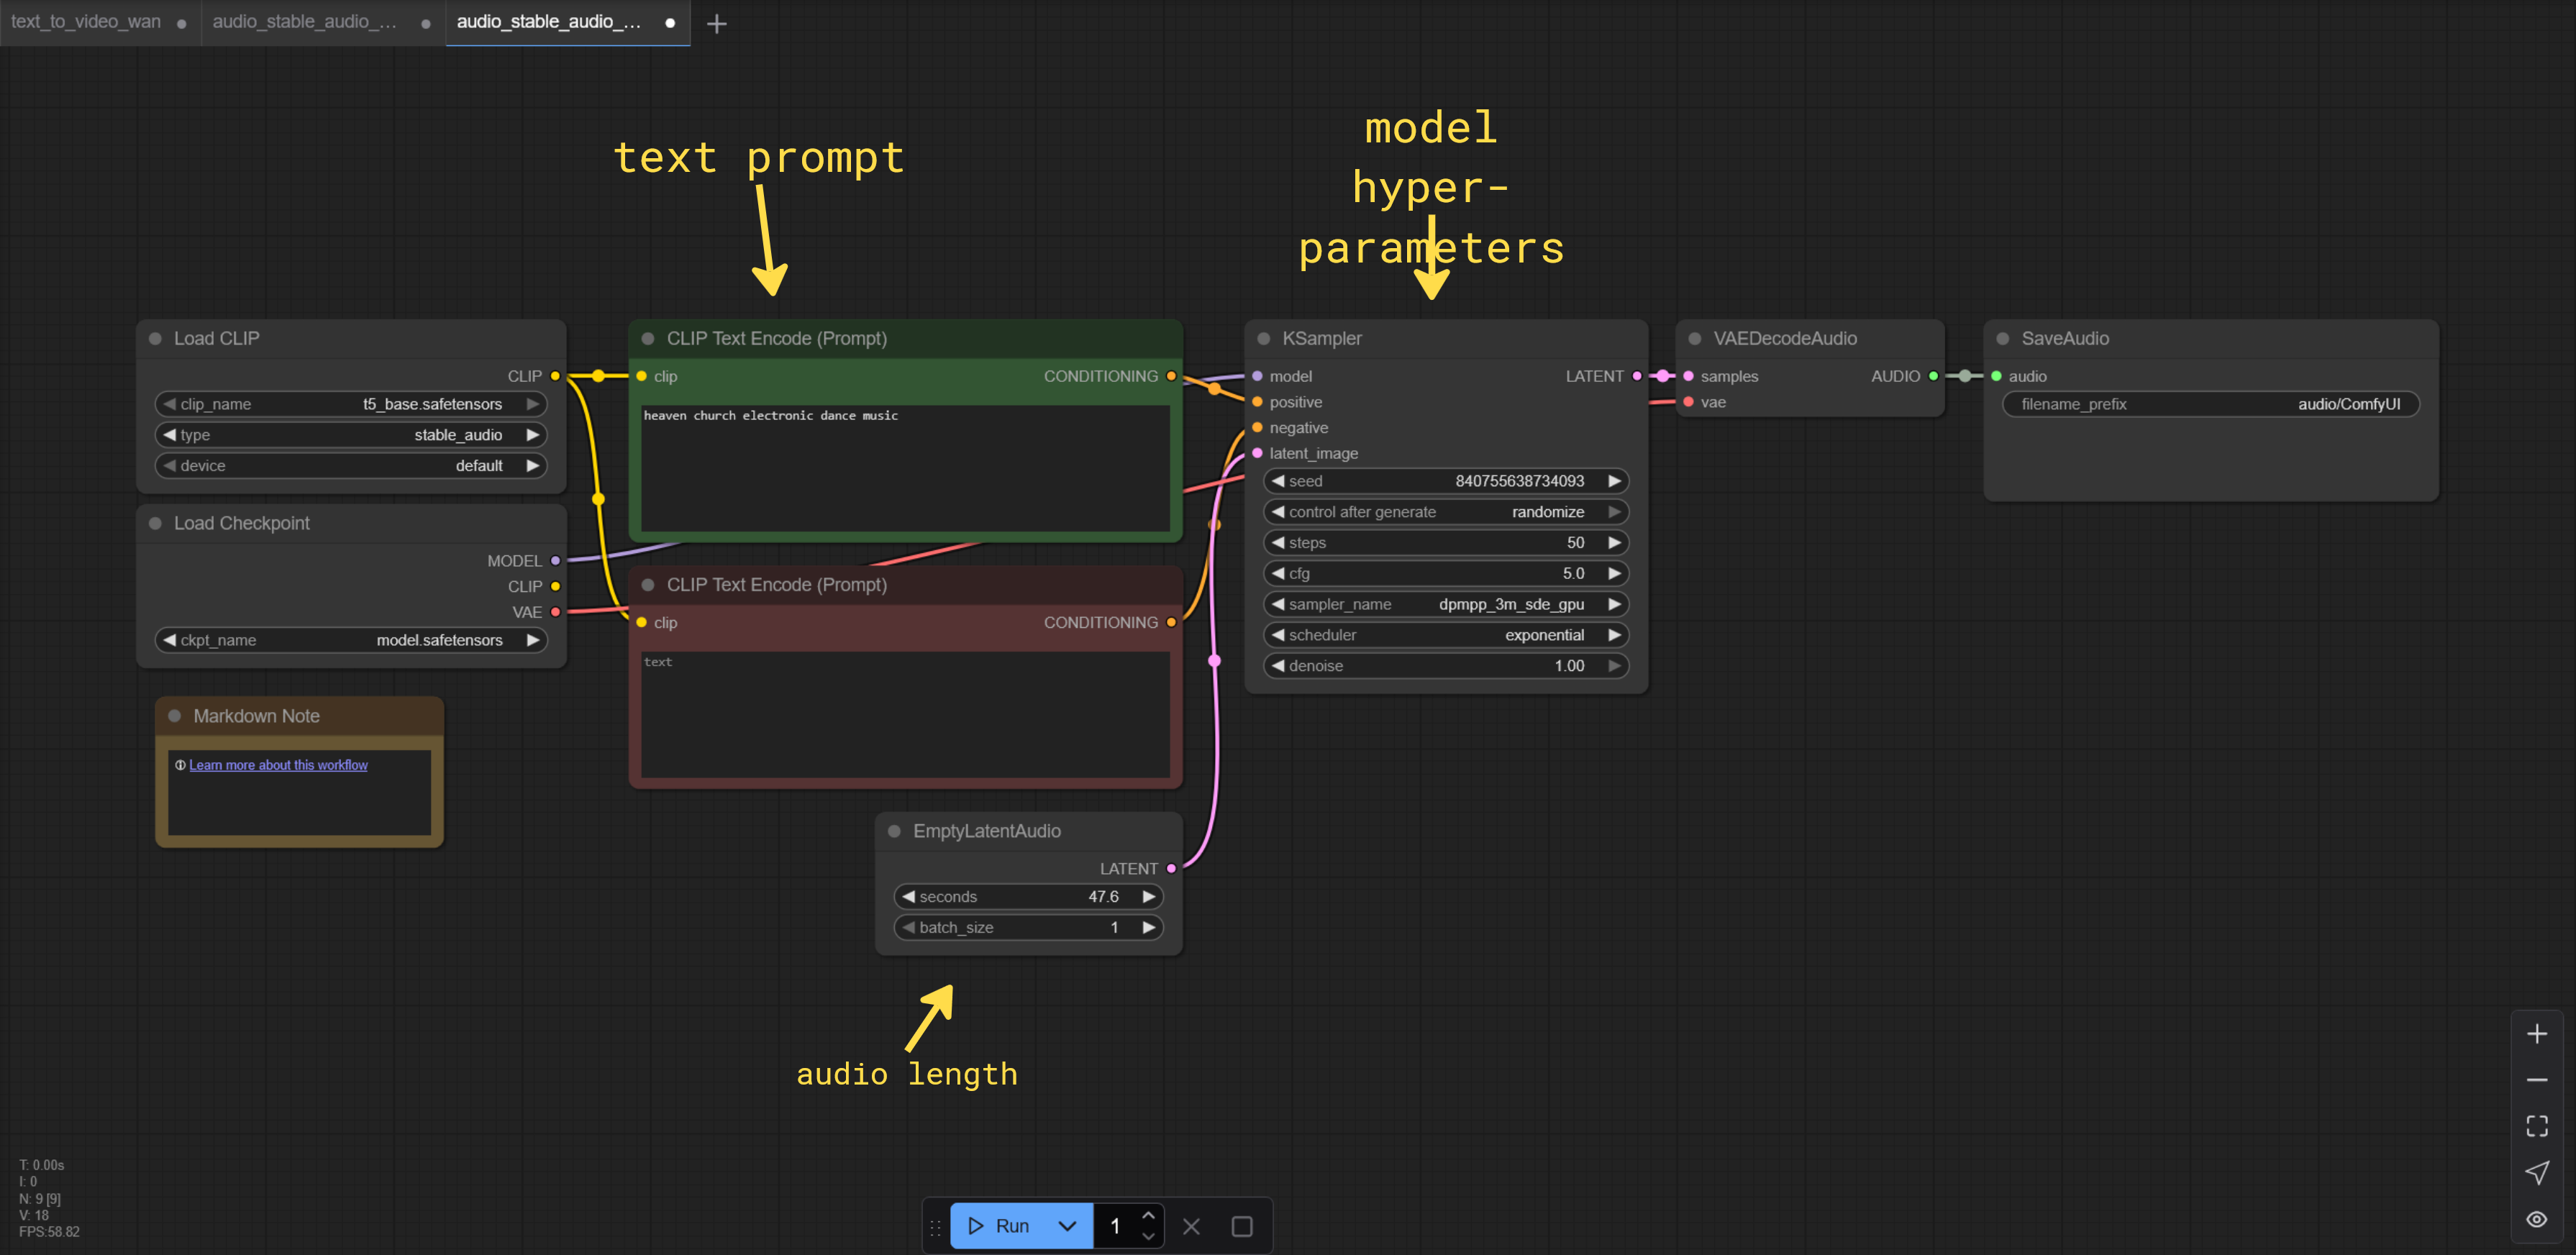 text_to_video_wan
audio_stable_audio_...
audio_stable_audio_...
text prompt
model
hyper-
parameters
Load CLIP
CLIP
clip_name t5_base.safetensors
type stable_audio
device default
Load Checkpoint
MODEL
CLIP
VAE
ckpt_name model.safetensors
Markdown Note
Learn more about this workflow
CLIP Text Encode (Prompt)
clip CONDITIONING
heaven church electronic dance music
CLIP Text Encode (Prompt)
clip CONDITIONING
text
EmptyLatentAudio
LATENT
seconds 47.6
batch_size 1
audio length
KSampler
model LATENT
positive
negative
latent_image
seed 840755638734093
control after generate randomize
steps 50
cfg 5.0
sampler_name dpmpp_3m_sde_gpu
scheduler exponential
denoise 1.00
VAEDecodeAudio
samples AUDIO
vae
SaveAudio
audio
filename_prefix audio/ComfyUI
T: 0.00s
I: 0
N: 9 [9]
V: 18
FPS:58.82
Run 1